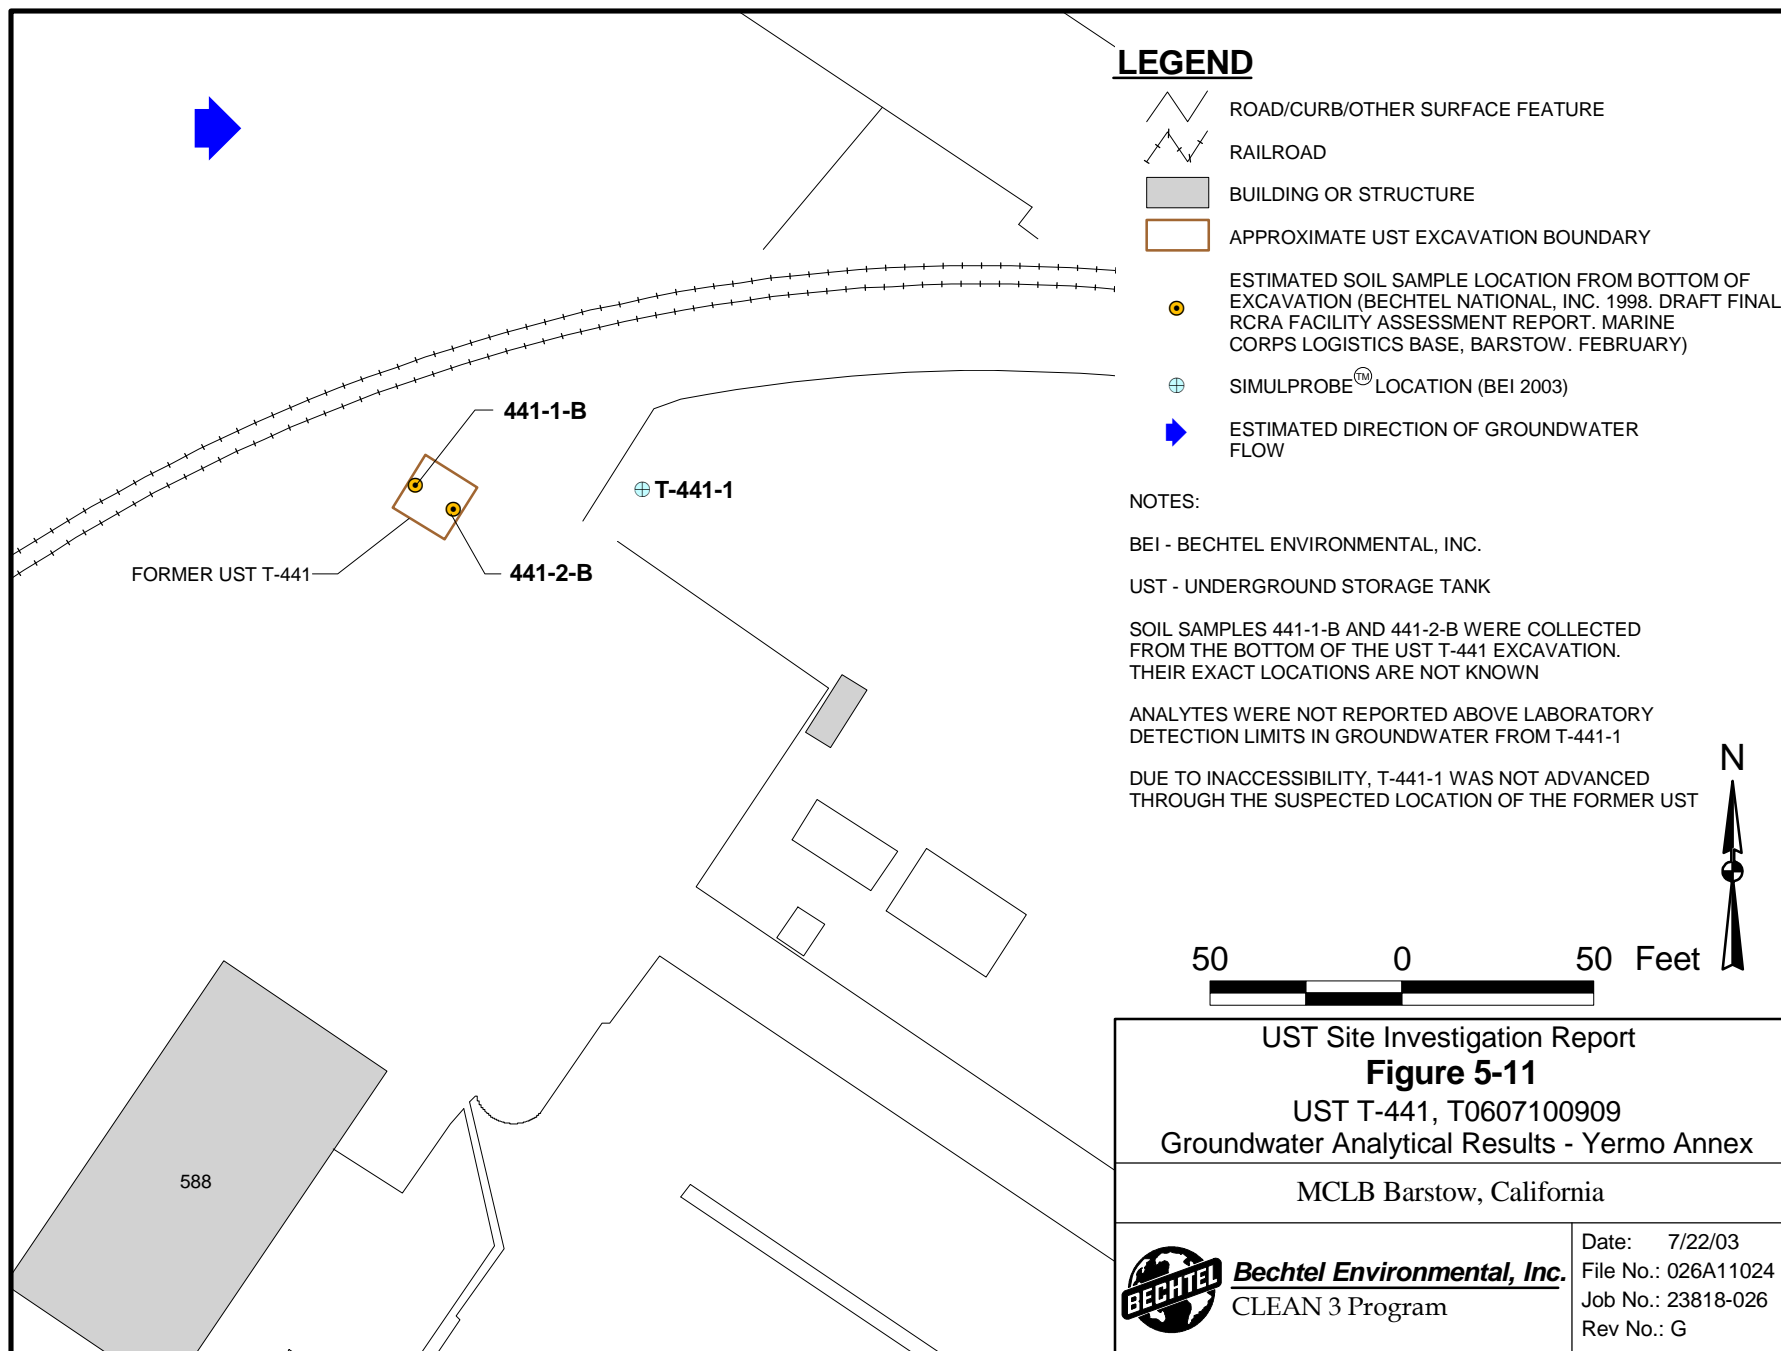 LEGEND
ROAD/CURB/OTHER SURFACE FEATURE
RAILROAD
BUILDING OR STRUCTURE
APPROXIMATE UST EXCAVATION BOUNDARY
ESTIMATED SOIL SAMPLE LOCATION FROM BOTTOM OF
EXCAVATION (BECHTEL NATIONAL, INC. 1998. DRAFT FINAL
RCRA FACILITY ASSESSMENT REPORT. MARINE
CORPS LOGISTICS BASE, BARSTOW. FEBRUARY)
SIMULPROBE TM LOCATION (BEI 2003)
ESTIMATED DIRECTION OF GROUNDWATER
FLOW
441-1-B
T-441-1
441-2-B
FORMER UST T-441
NOTES:
BEI - BECHTEL ENVIRONMENTAL, INC.
UST - UNDERGROUND STORAGE TANK
SOIL SAMPLES 441-1-B AND 441-2-B WERE COLLECTED
FROM THE BOTTOM OF THE UST T-441 EXCAVATION.
THEIR EXACT LOCATIONS ARE NOT KNOWN
ANALYTES WERE NOT REPORTED ABOVE LABORATORY
DETECTION LIMITS IN GROUNDWATER FROM T-441-1
DUE TO INACCESSIBILITY, T-441-1 WAS NOT ADVANCED
THROUGH THE SUSPECTED LOCATION OF THE FORMER UST
N
50 0 50 Feet
588
UST Site Investigation Report
Figure 5-11
UST T-441, T0607100909
Groundwater Analytical Results - Yermo Annex
MCLB Barstow, California
BECHTEL
Bechtel Environmental, Inc.
CLEAN 3 Program
Date: 7/22/03
File No.: 026A11024
Job No.: 23818-026
Rev No.: G